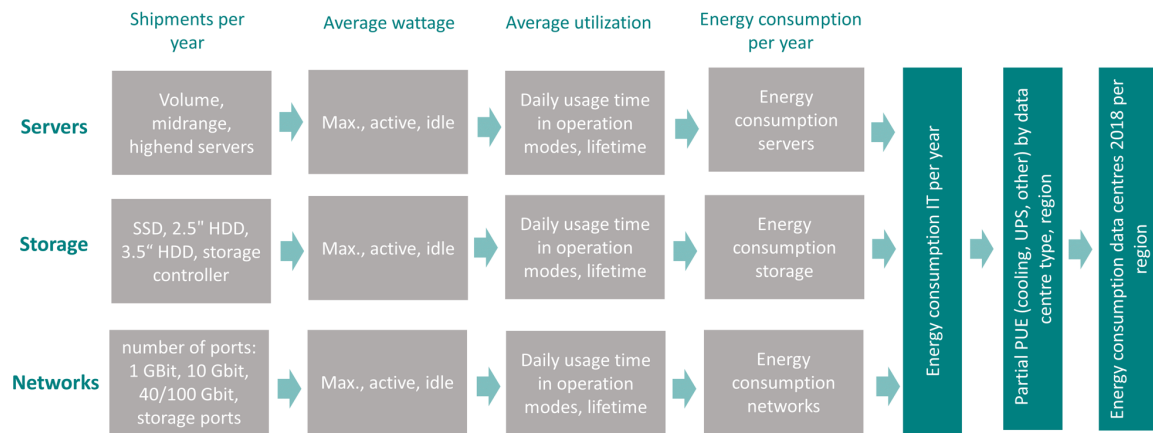 Shipments per
year
Average wattage
Average utilization
Energy consumption
per year
Servers
Volume,
midrange,
highend servers
Max., active, idle
Daily usage time
in operation
modes, lifetime
Energy
consumption
servers
Storage
SSD, 2.5" HDD,
3.5“ HDD, storage
controller
Max., active, idle
Daily usage time
in operation
modes, lifetime
Energy
consumption
storage
Networks
number of ports:
1 GBit, 10 Gbit,
40/100 Gbit,
storage ports
Max., active, idle
Daily usage time
in operation
modes, lifetime
Energy
consumption
networks
Energy consumption IT per year
Partial PUE (cooling, UPS, other) by data
centre type, region
Energy consumption data centres 2018 per
region